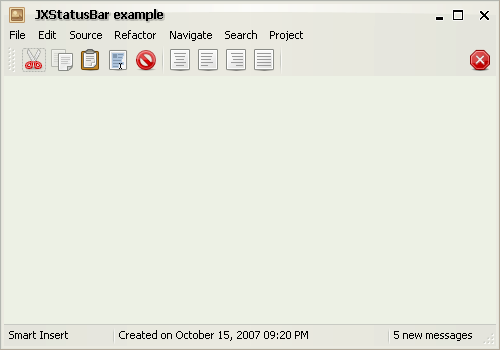 JXStatusBar example
File Edit Source Refactor Navigate Search Project
Smart Insert Created on October 15, 2007 09:20 PM 5 new messages